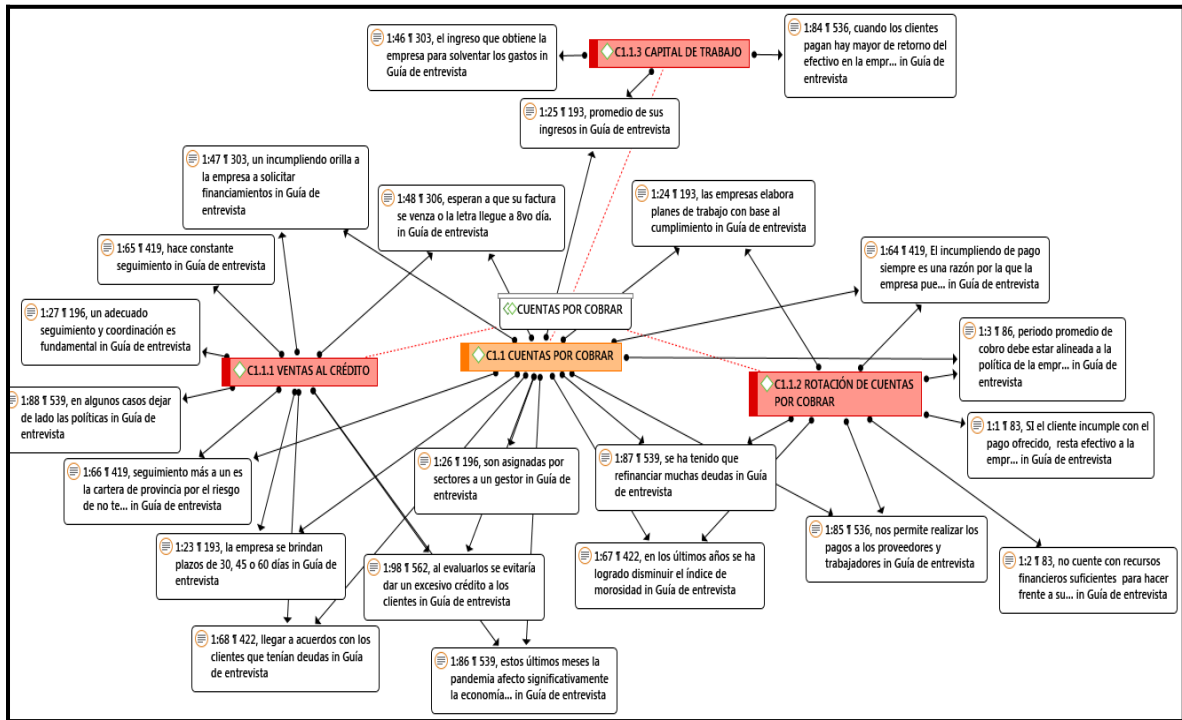 1:46 ¶ 303, el ingreso que obtiene la
empresa para solventar los gastos in
Guía de entrevista
C1.1.3 CAPITAL DE TRABAJO
1:84 ¶ 536, cuando los clientes
pagan hay mayor de retorno del
efectivo en la empr... in Guía de
entrevista
1:25 ¶ 193, promedio de sus
ingresos in Guía de entrevista
1:47 ¶ 303, un incumpliendo orilla a
la empresa a solicitar
financiamientos in Guía de
entrevista
1:48 ¶ 306, esperan a que su factura
se venza o la letra llegue a 8vo día.
in Guía de entrevista
1:24 ¶ 193, las empresas elabora
planes de trabajo con base al
cumplimiento in Guía de entrevista
1:65 ¶ 419, hace constante
seguimiento in Guía de entrevista
1:64 ¶ 419, El incumpliendo de pago
siempre es una razón por la que la
empresa pue... in Guía de
entrevista
1:27 ¶ 196, un adecuado
seguimiento y coordinación es
fundamental in Guía de entrevista
CUENTAS POR COBRAR
1:3 ¶ 86, periodo promedio de
cobro debe estar alineada a la
política de la empr... in Guía de
entrevista
C1.1.1 VENTAS AL CRÉDITO
C1.1 CUENTAS POR COBRAR
C1.1.2 ROTACIÓN DE CUENTAS
POR COBRAR
1:88 ¶ 539, en algunos casos dejar
de lado las políticas in Guía de
entrevista
1:1 ¶ 83, SI el cliente incumple con el
pago ofrecido, resta efectivo a la
empr... in Guía de entrevista
1:66 ¶ 419, seguimiento más a un es
la cartera de provincia por el riesgo
de no te... in Guía de entrevista
1:26 ¶ 196, son asignadas por
sectores a un gestor in Guía de
entrevista
1:87 ¶ 539, se ha tenido que
refinanciar muchas deudas in Guía
de entrevista
1:23 ¶ 193, la empresa se brindan
plazos de 30, 45 o 60 días in Guía de
entrevista
1:98 ¶ 562, al evaluarlos se evitaría
dar un excesivo crédito a los
clientes in Guía de entrevista
1:67 ¶ 422, en los últimos años se ha
logrado disminuir el índice de
morosidad in Guía de entrevista
1:85 ¶ 536, nos permite realizar los
pagos a los proveedores y
trabajadores in Guía de entrevista
1:2 ¶ 83, no cuente con recursos
financieros suficientes para hacer
frente a su... in Guía de entrevista
1:68 ¶ 422, llegar a acuerdos con los
clientes que tenían deudas in Guía
de entrevista
1:86 ¶ 539, estos últimos meses la
pandemia afecto significativamente
la economía... in Guía de entrevista